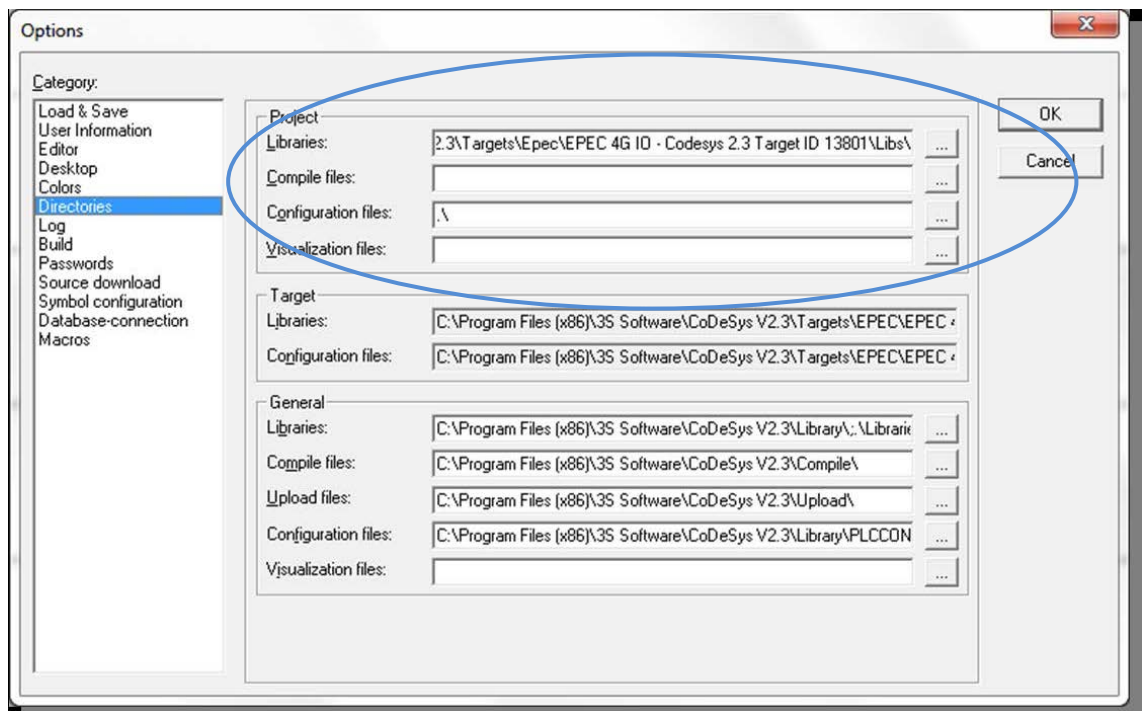 Options
Category:
Load & Save
User Information
Editor
Desktop
Colors
Directories
Log
Build
Passwords
Source download
Symbol configuration
Database-connection
Macros
Project
Libraries: 2.3\Targets\Epec\EPEC 4G IO - Codesys 2.3 Target ID 13801\Libs\ ...
Compile files: ...
Configuration files: .\ ...
Visualization files: ...
Target
Libraries: C:\Program Files (x86)\3S Software\CoDeSys V2.3\Targets\EPEC\EPEC
Configuration files: C:\Program Files (x86)\3S Software\CoDeSys V2.3\Targets\EPEC\EPEC
General
Libraries: C:\Program Files (x86)\3S Software\CoDeSys V2.3\Library\;.\Librarie ...
Compile files: C:\Program Files (x86)\3S Software\CoDeSys V2.3\Compile\ ...
Upload files: C:\Program Files (x86)\3S Software\CoDeSys V2.3\Upload\ ...
Configuration files: C:\Program Files (x86)\3S Software\CoDeSys V2.3\Library\PLCCON ...
Visualization files: ...
OK
Cancel